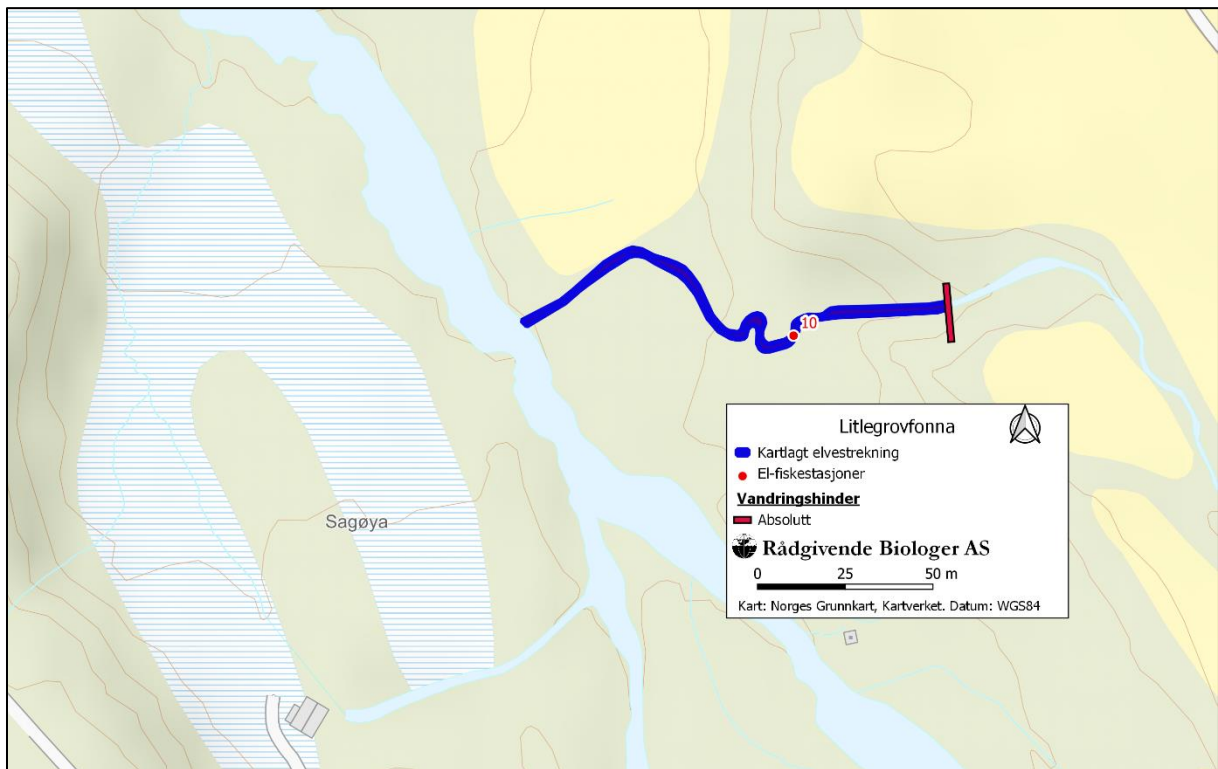 10
Litlegrovfonna
Kartlagt elvestrekning
El-fiskestasjoner
Vandringshinder
Absolutt
Sagøya
Rådgivende Biologer AS
0 25 50 m
Kart: Norges Grunnkart, Kartverket. Datum: WGS84